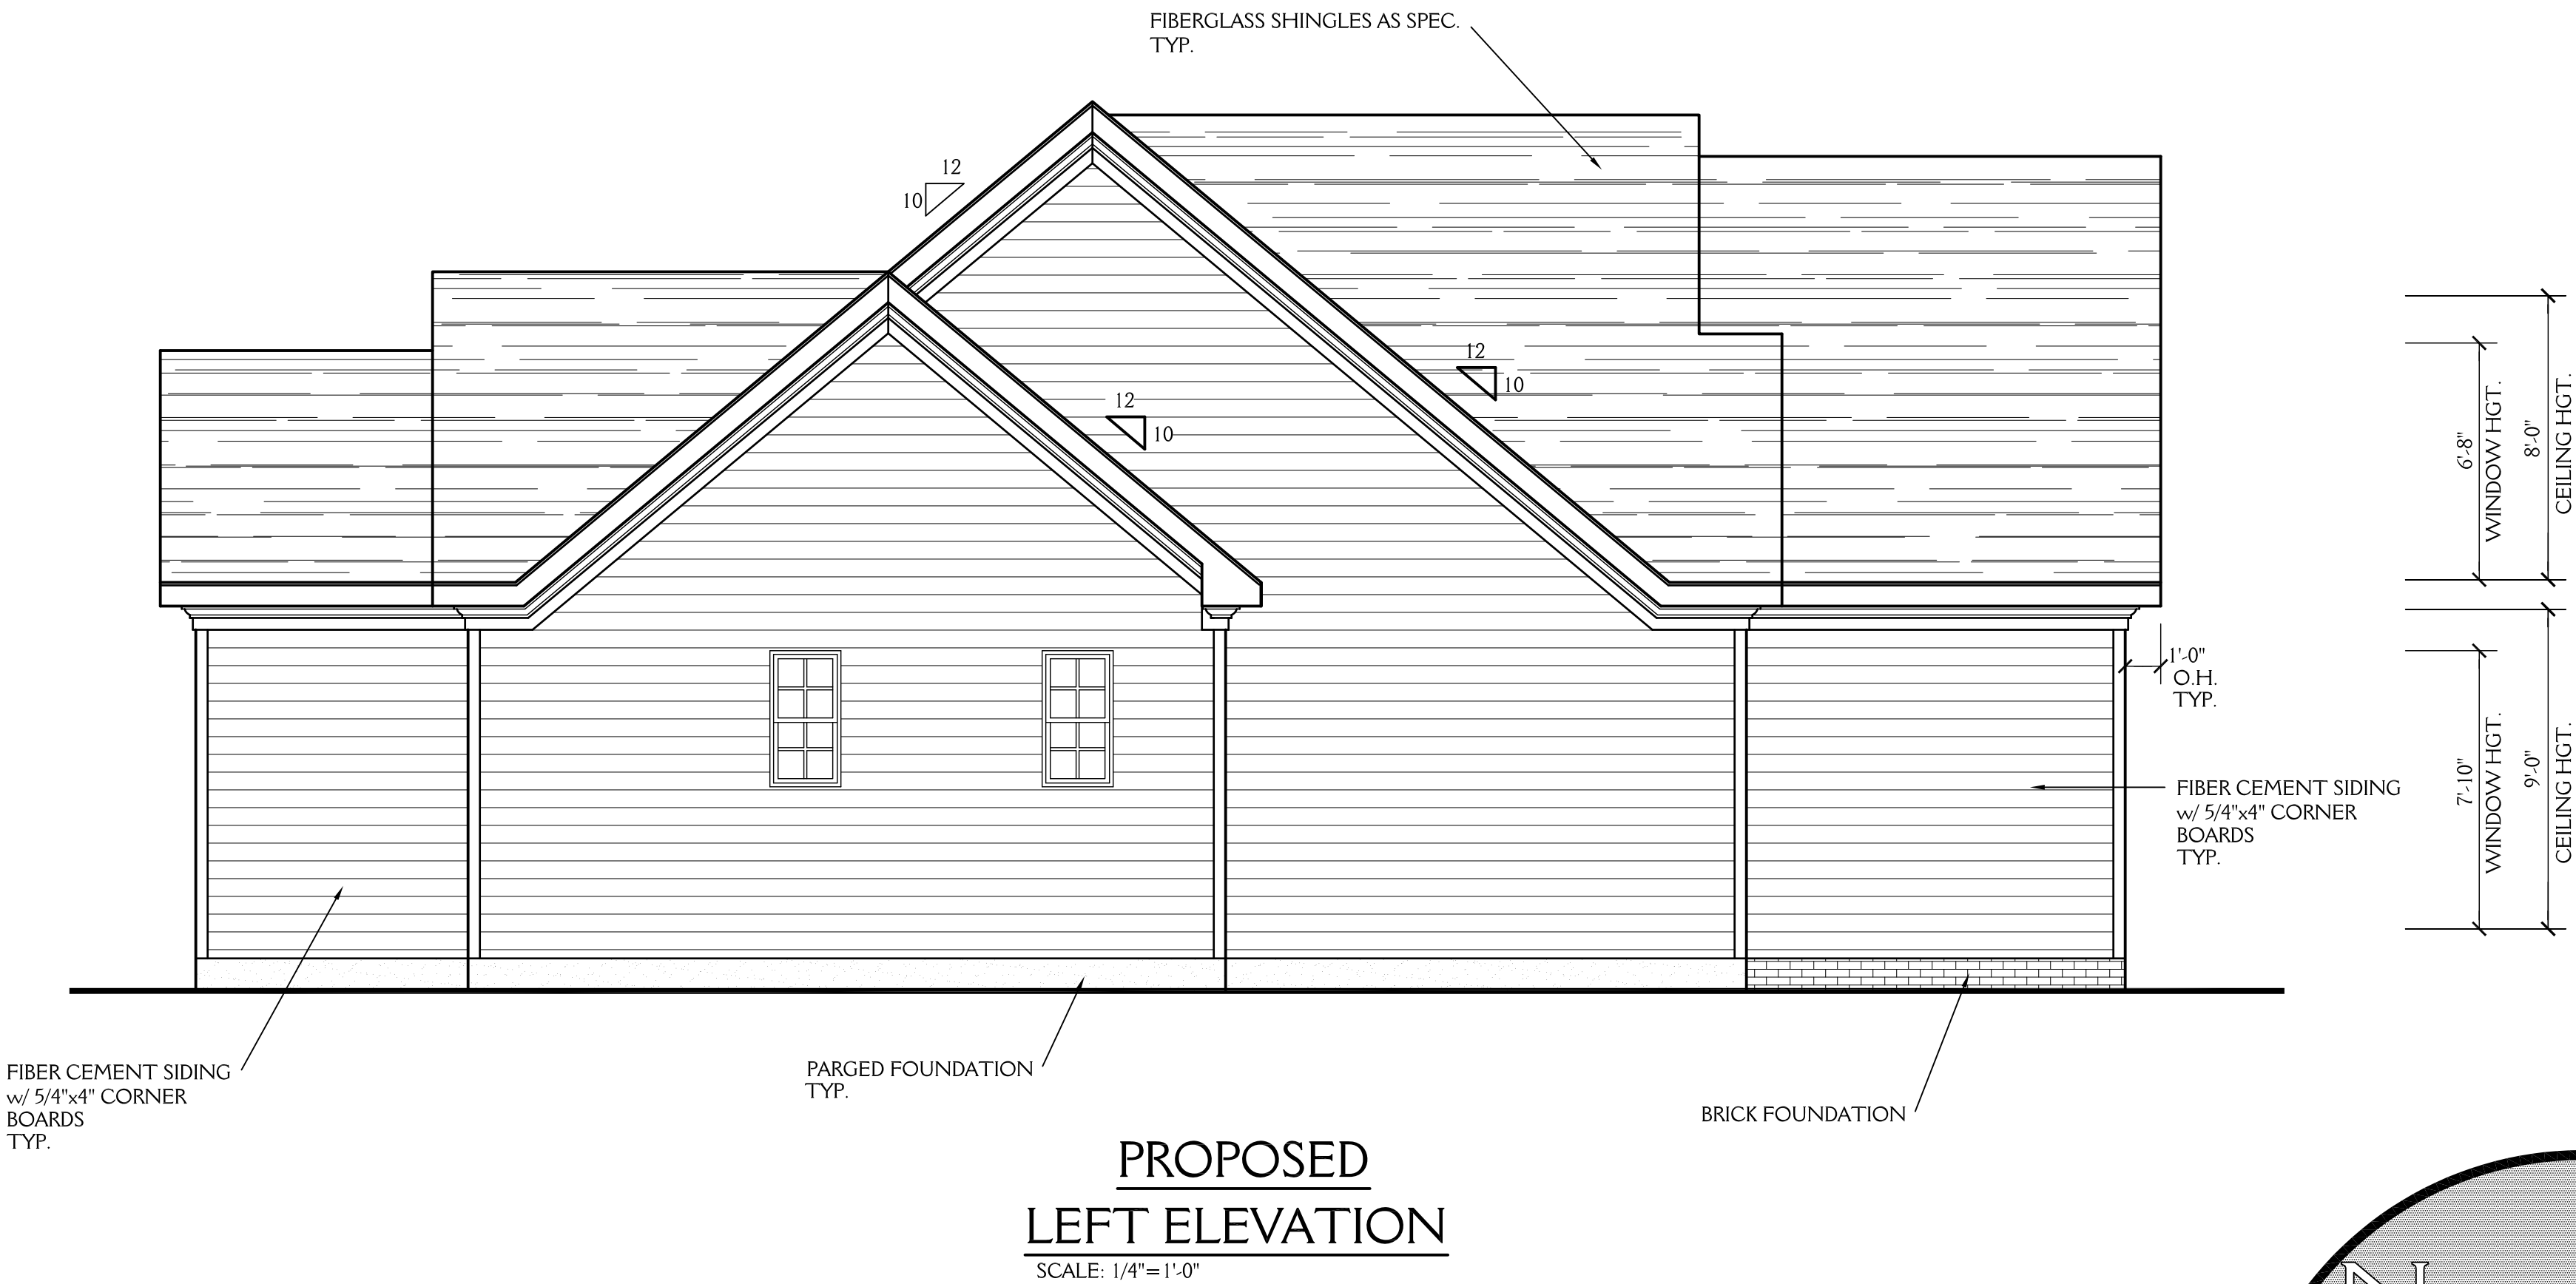 FIBERGLASS SHINGLES AS SPEC.
TYP.
12
10
12
10
12
10
6'-8"
WINDOW HGT.
8'-0"
CEILING HGT.
1'-0"
O.H.
TYP.
7'-10"
WINDOW HGT.
9'-0"
CEILING HGT.
FIBER CEMENT SIDING
w/ 5/4"x4" CORNER
BOARDS
TYP.
FIBER CEMENT SIDING
w/ 5/4"x4" CORNER
BOARDS
TYP.
PARGED FOUNDATION
TYP.
BRICK FOUNDATION
PROPOSED
LEFT ELEVATION
SCALE: 1/4"=1'-0"